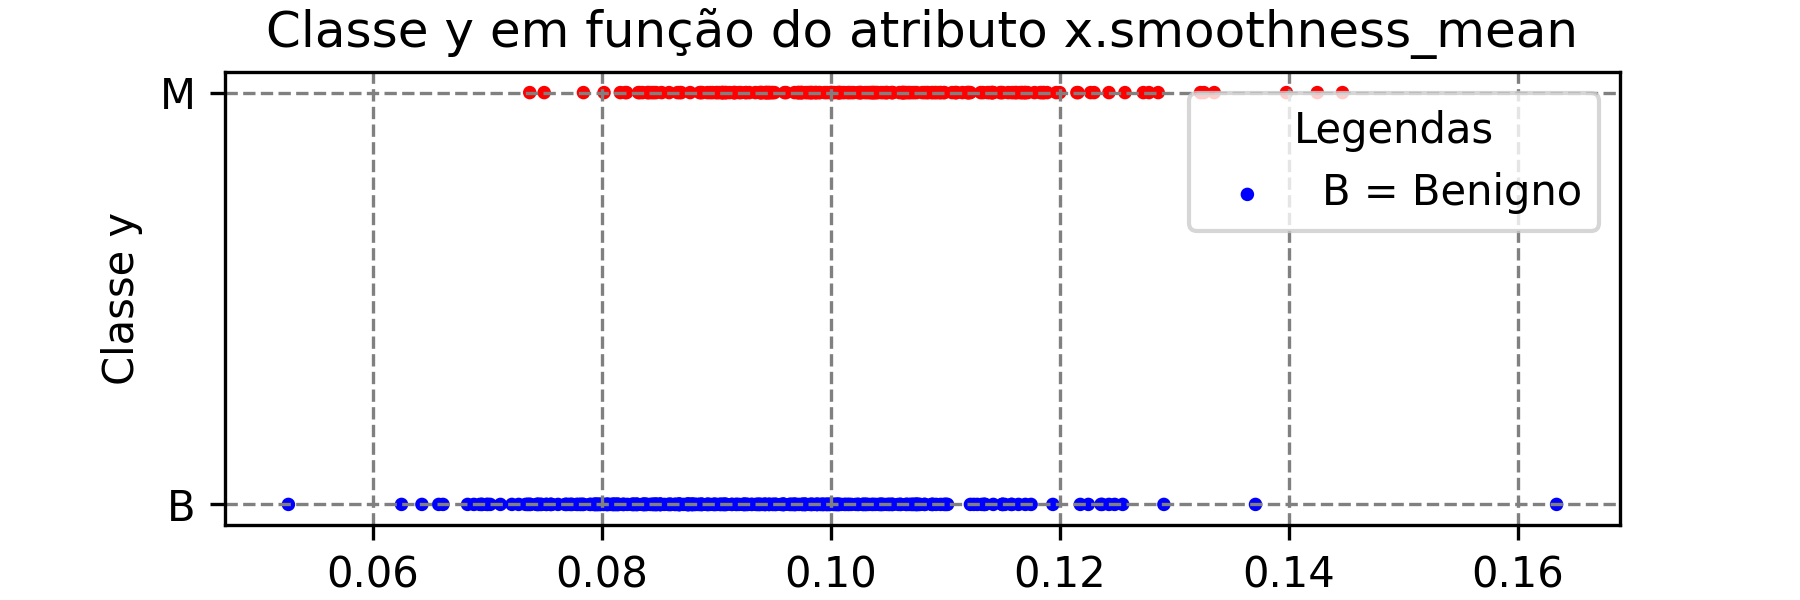 Classe y em função do atributo x.smoothness_mean
M
Legendas
B = Benigno
Classe y
B
0.06 0.08 0.10 0.12 0.14 0.16